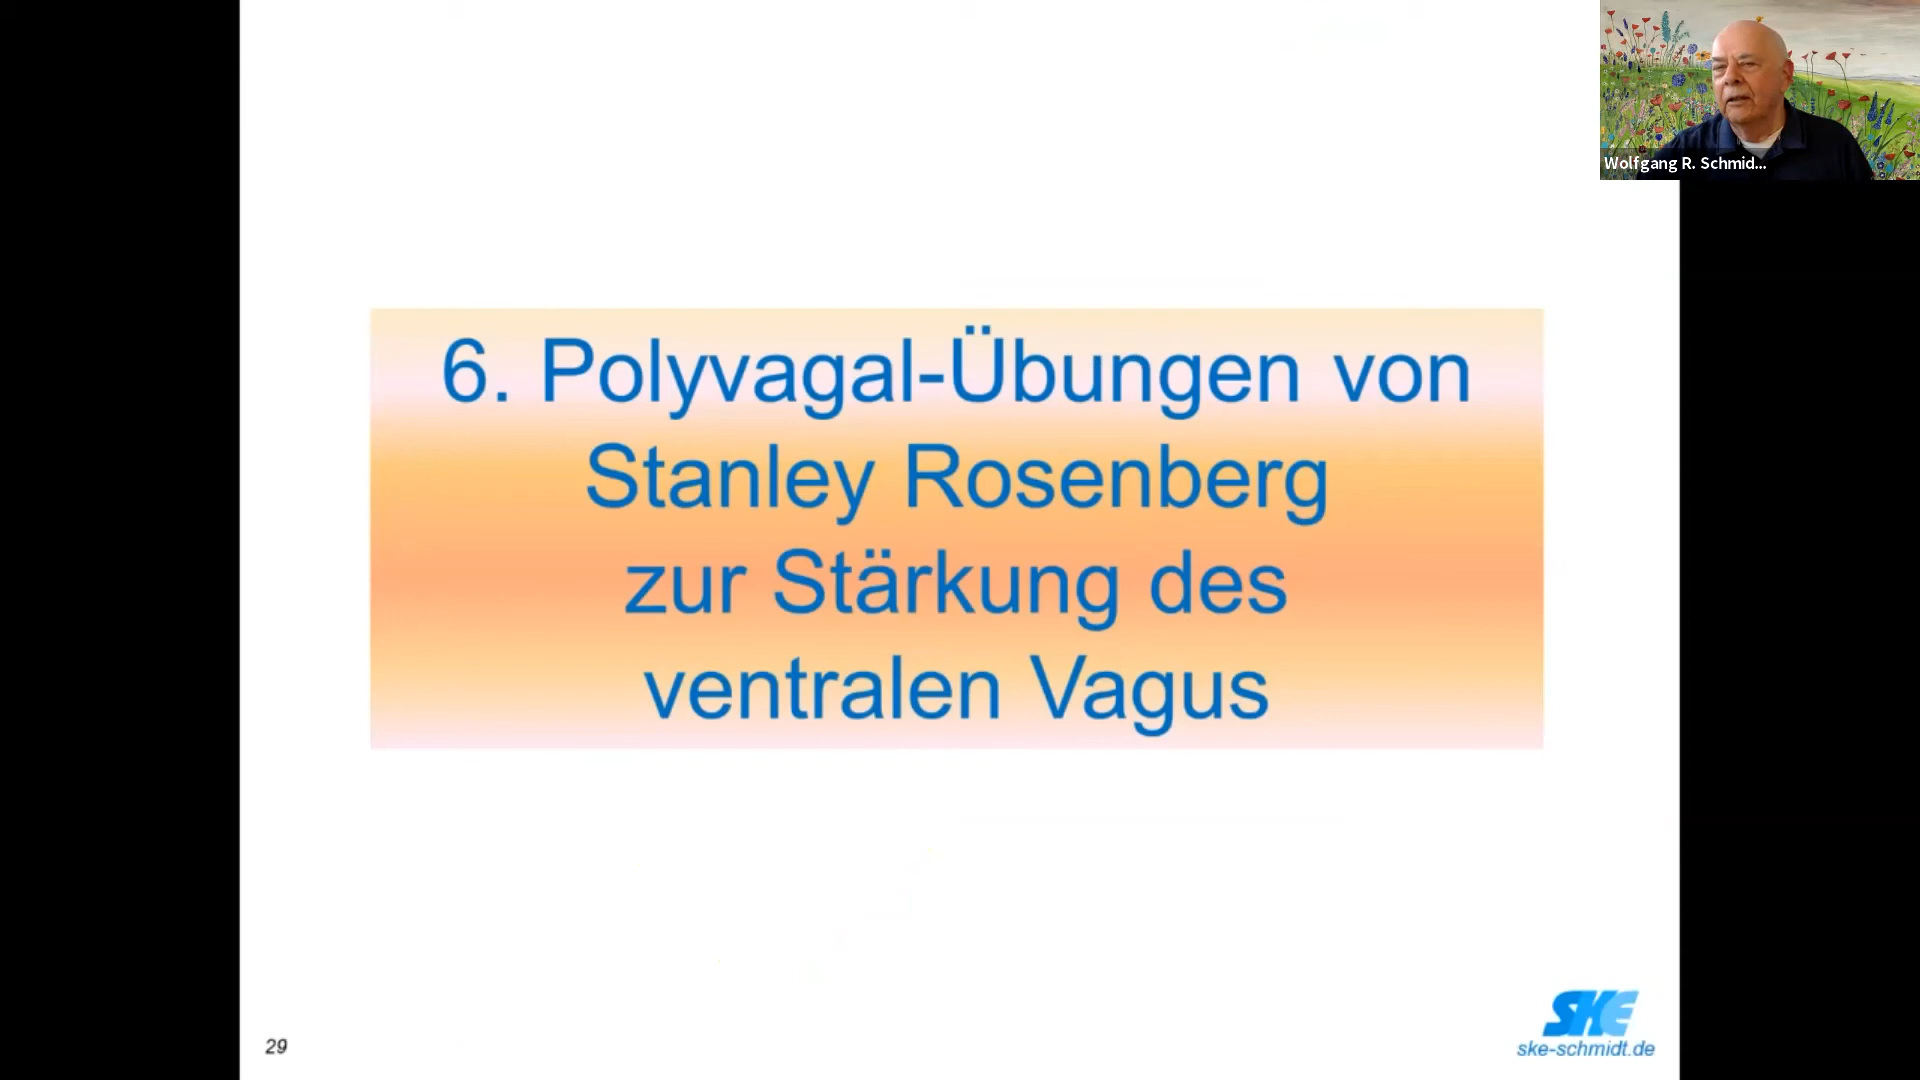 Wolfgang R. Schmid...
6. Polyvagal-Übungen von
Stanley Rosenberg
zur Stärkung des
ventralen Vagus
29
SKE
ske-schmidt.de